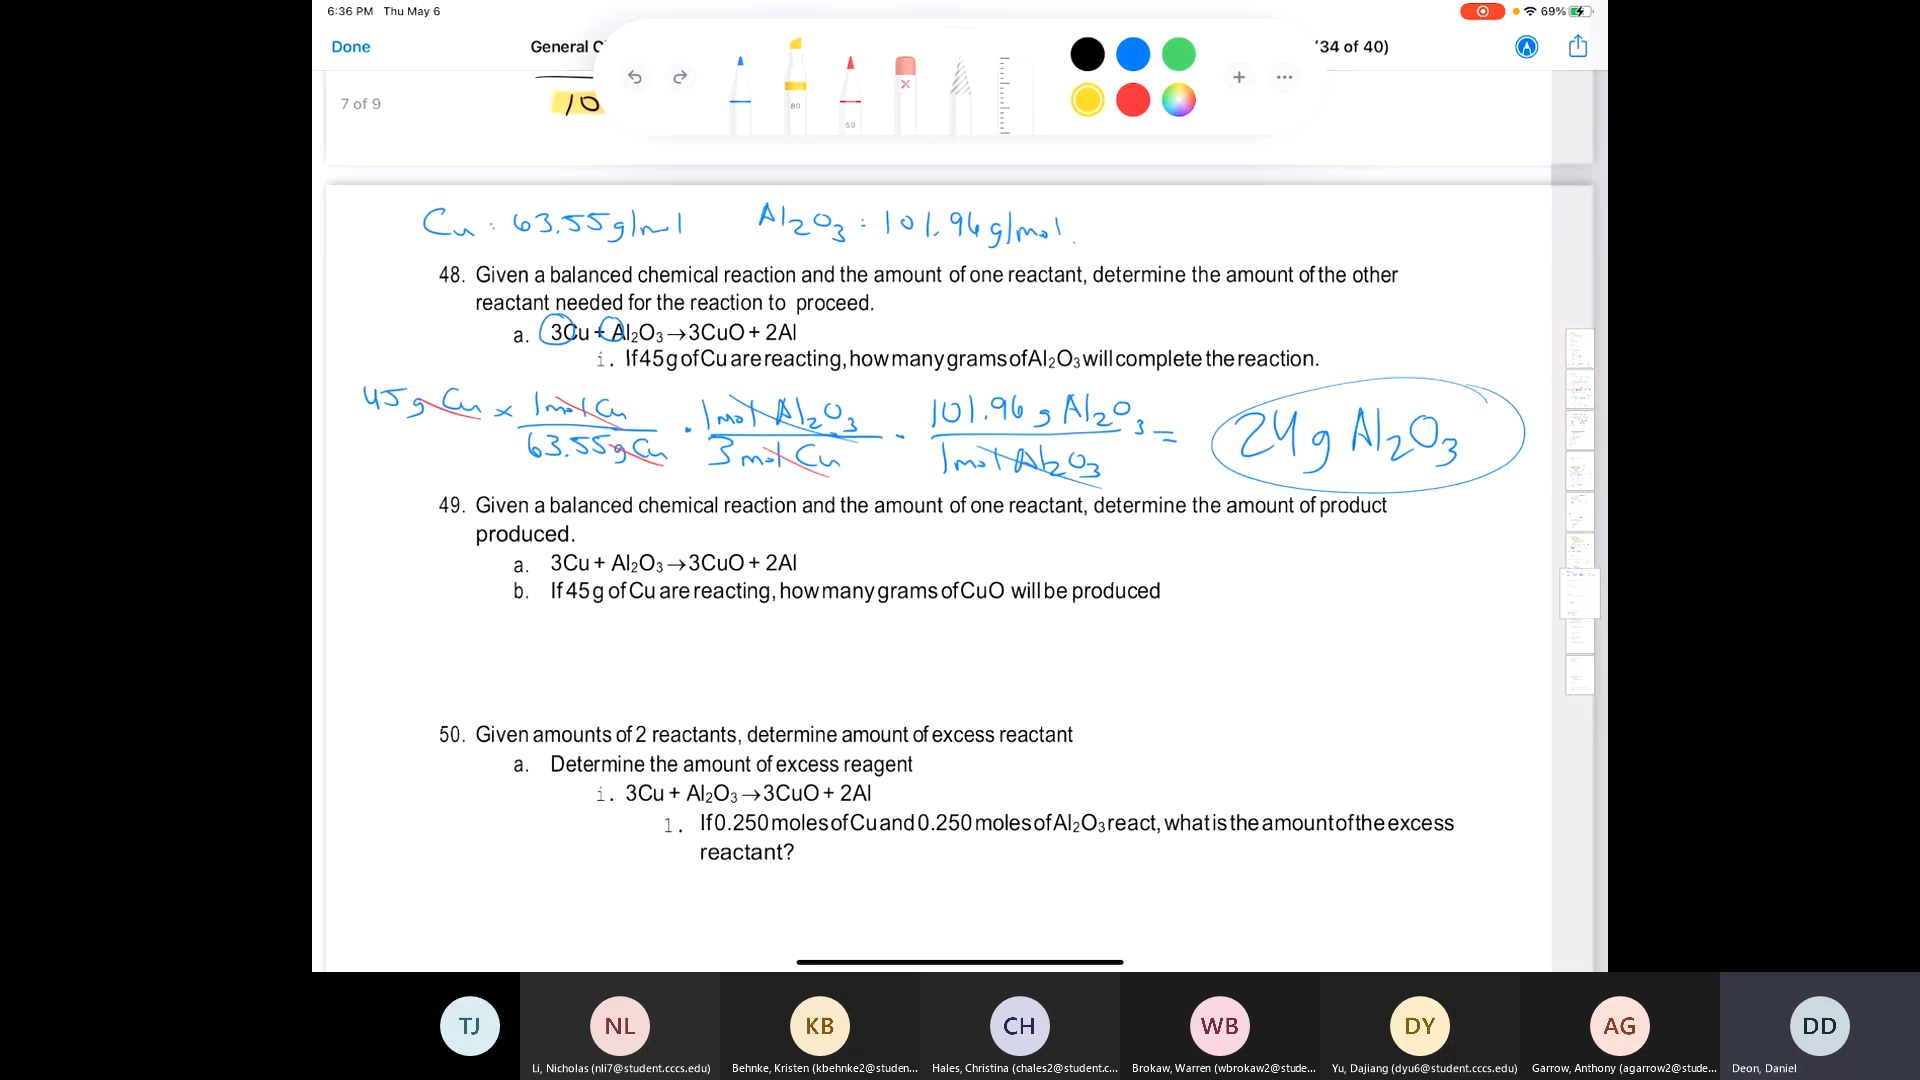 6:36 PM Thu May 6
69%
Done
General C
(34 of 40)
7 of 9
10
80
50
Cu : 63.55 g/mol Al₂O₃ : 101.96 g/mol.
48. Given a balanced chemical reaction and the amount of one reactant, determine the amount of the other
reactant needed for the reaction to proceed.
a. 3Cu + Al₂O₃→3CuO + 2Al
i. If 45 g of Cu are reacting, how many grams of Al₂O₃ will complete the reaction.
45 g Cu × 1 mol Cu · 1 mol Al₂O₃ · 101.96 g Al₂O₃ = 24 g Al₂O₃
63.55 g Cu 3 mol Cu 1 mol Al₂O₃
49. Given a balanced chemical reaction and the amount of one reactant, determine the amount of product
produced.
a. 3Cu + Al₂O₃→3CuO + 2Al
b. If 45 g of Cu are reacting, how many grams of CuO will be produced
50. Given amounts of 2 reactants, determine amount of excess reactant
a. Determine the amount of excess reagent
i. 3Cu + Al₂O₃→3CuO + 2Al
1. If 0.250 moles of Cu and 0.250 moles of Al₂O₃ react, what is the amount of the excess
reactant?
TJ NL KB CH WB DY AG DD
Li, Nicholas (nli7@student.cccs.edu) Behnke, Kristen (kbehnke2@studen... Hales, Christina (chales2@student.c... Brokaw, Warren (wbrokaw2@stude... Yu, Dajiang (dyu6@student.cccs.edu) Garrow, Anthony (agarrow2@stude... Deon, Daniel